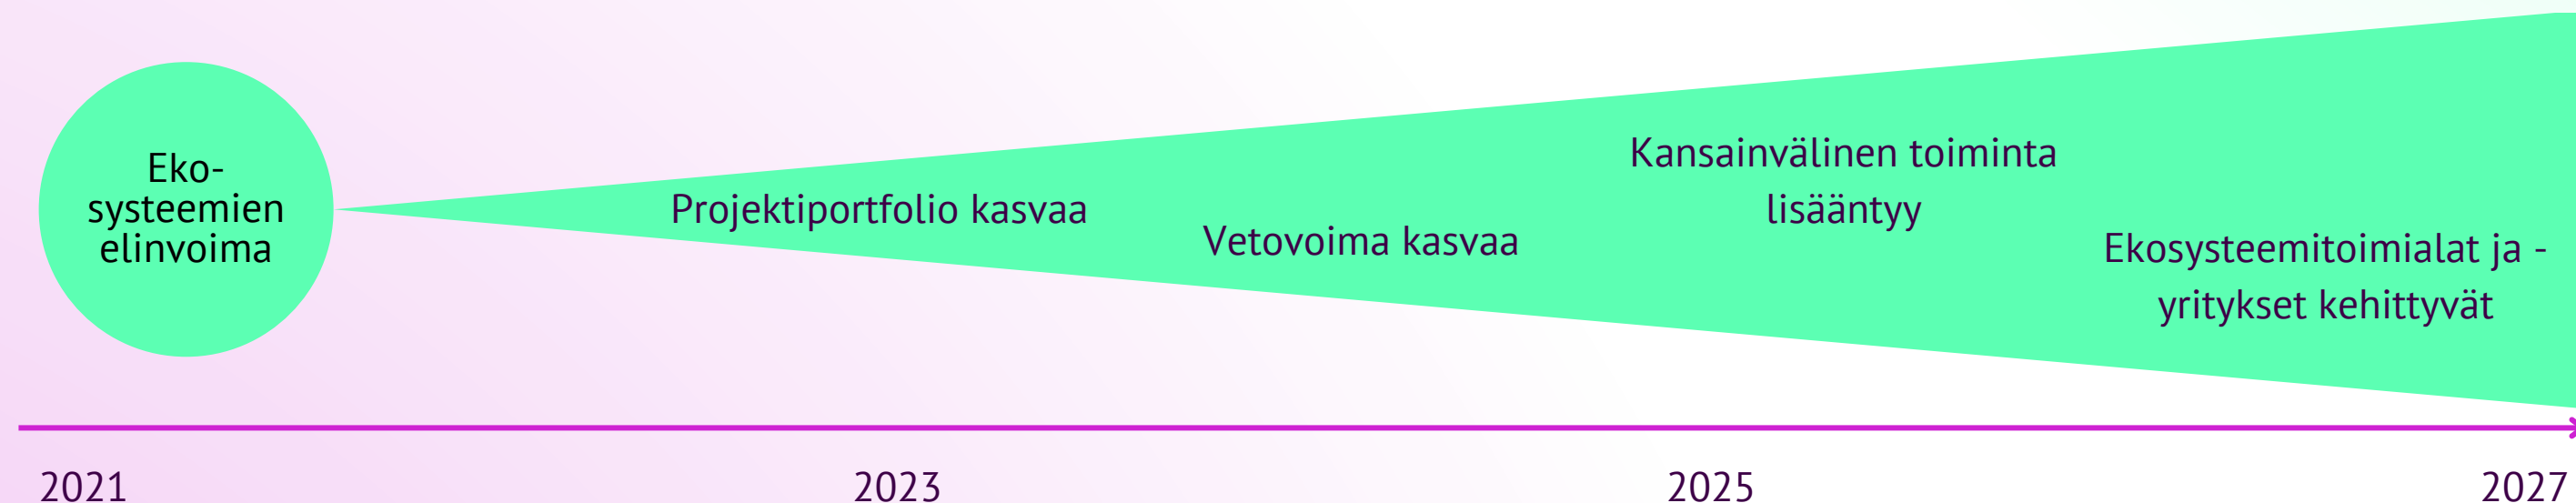 Eko-
systeemien
elinvoima
Projektiportfolio kasvaa
Vetovoima kasvaa
Kansainvälinen toiminta
lisääntyy
Ekosysteemitoimialat ja -
yritykset kehittyvät
2021
2023
2025
2027